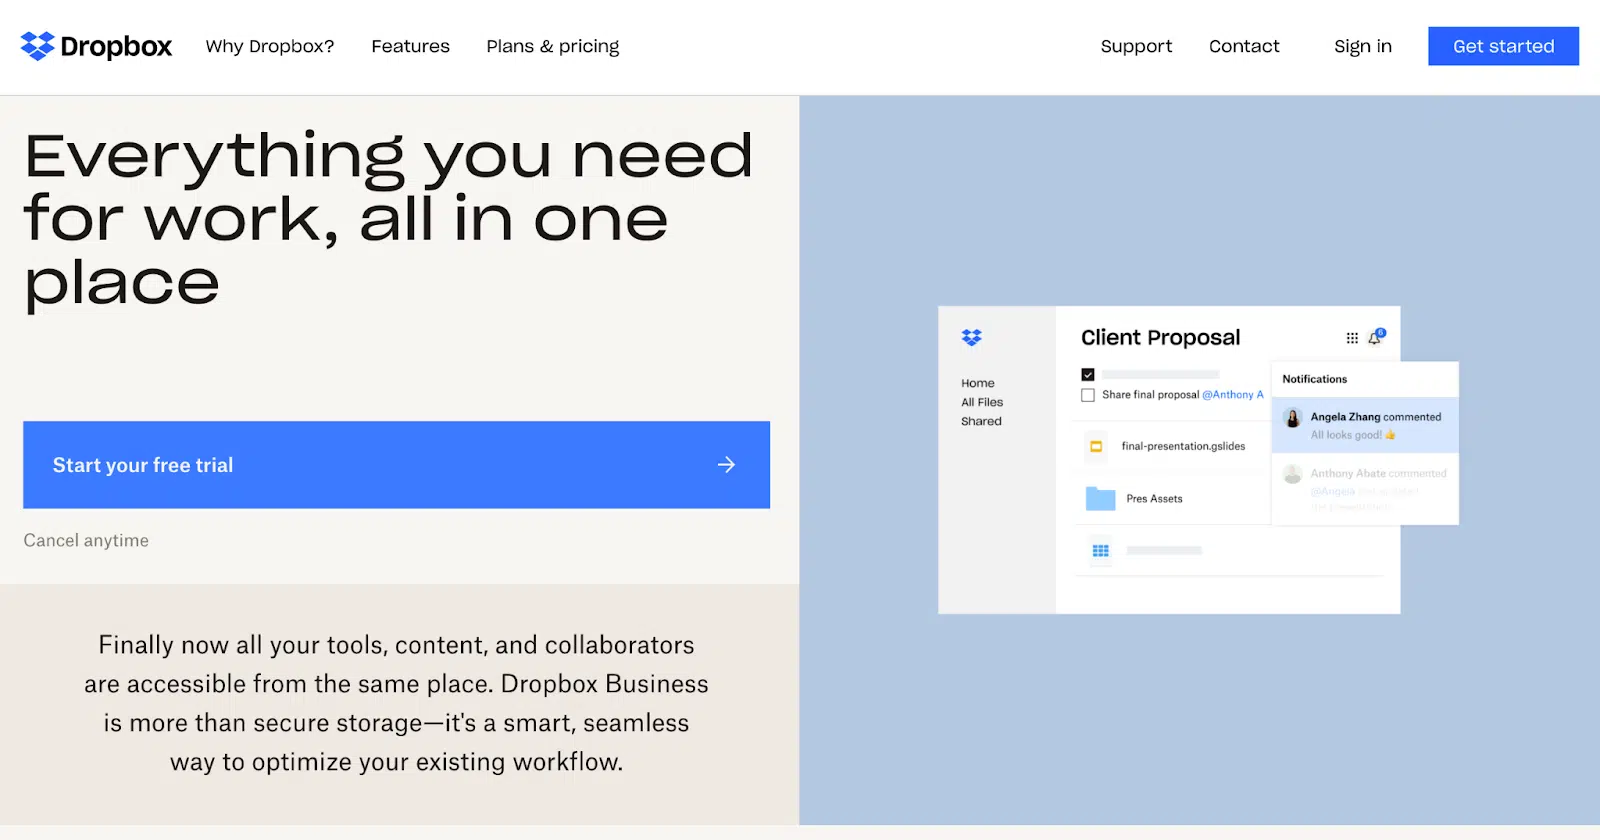 Dropbox
Why Dropbox?
Features
Plans & pricing
Support
Contact
Sign in
Get started
Everything you need
for work, all in one
place
Start your free trial
Cancel anytime
Finally now all your tools, content, and collaborators
are accessible from the same place. Dropbox Business
is more than secure storage—it's a smart, seamless
way to optimize your existing workflow.
Home
All Files
Shared
Client Proposal
6
Share final proposal @Anthony A
final-presentation.gslides
Pres Assets
Notifications
Angela Zhang commented
All looks good! 👍
Anthony Abate commented
@Angela